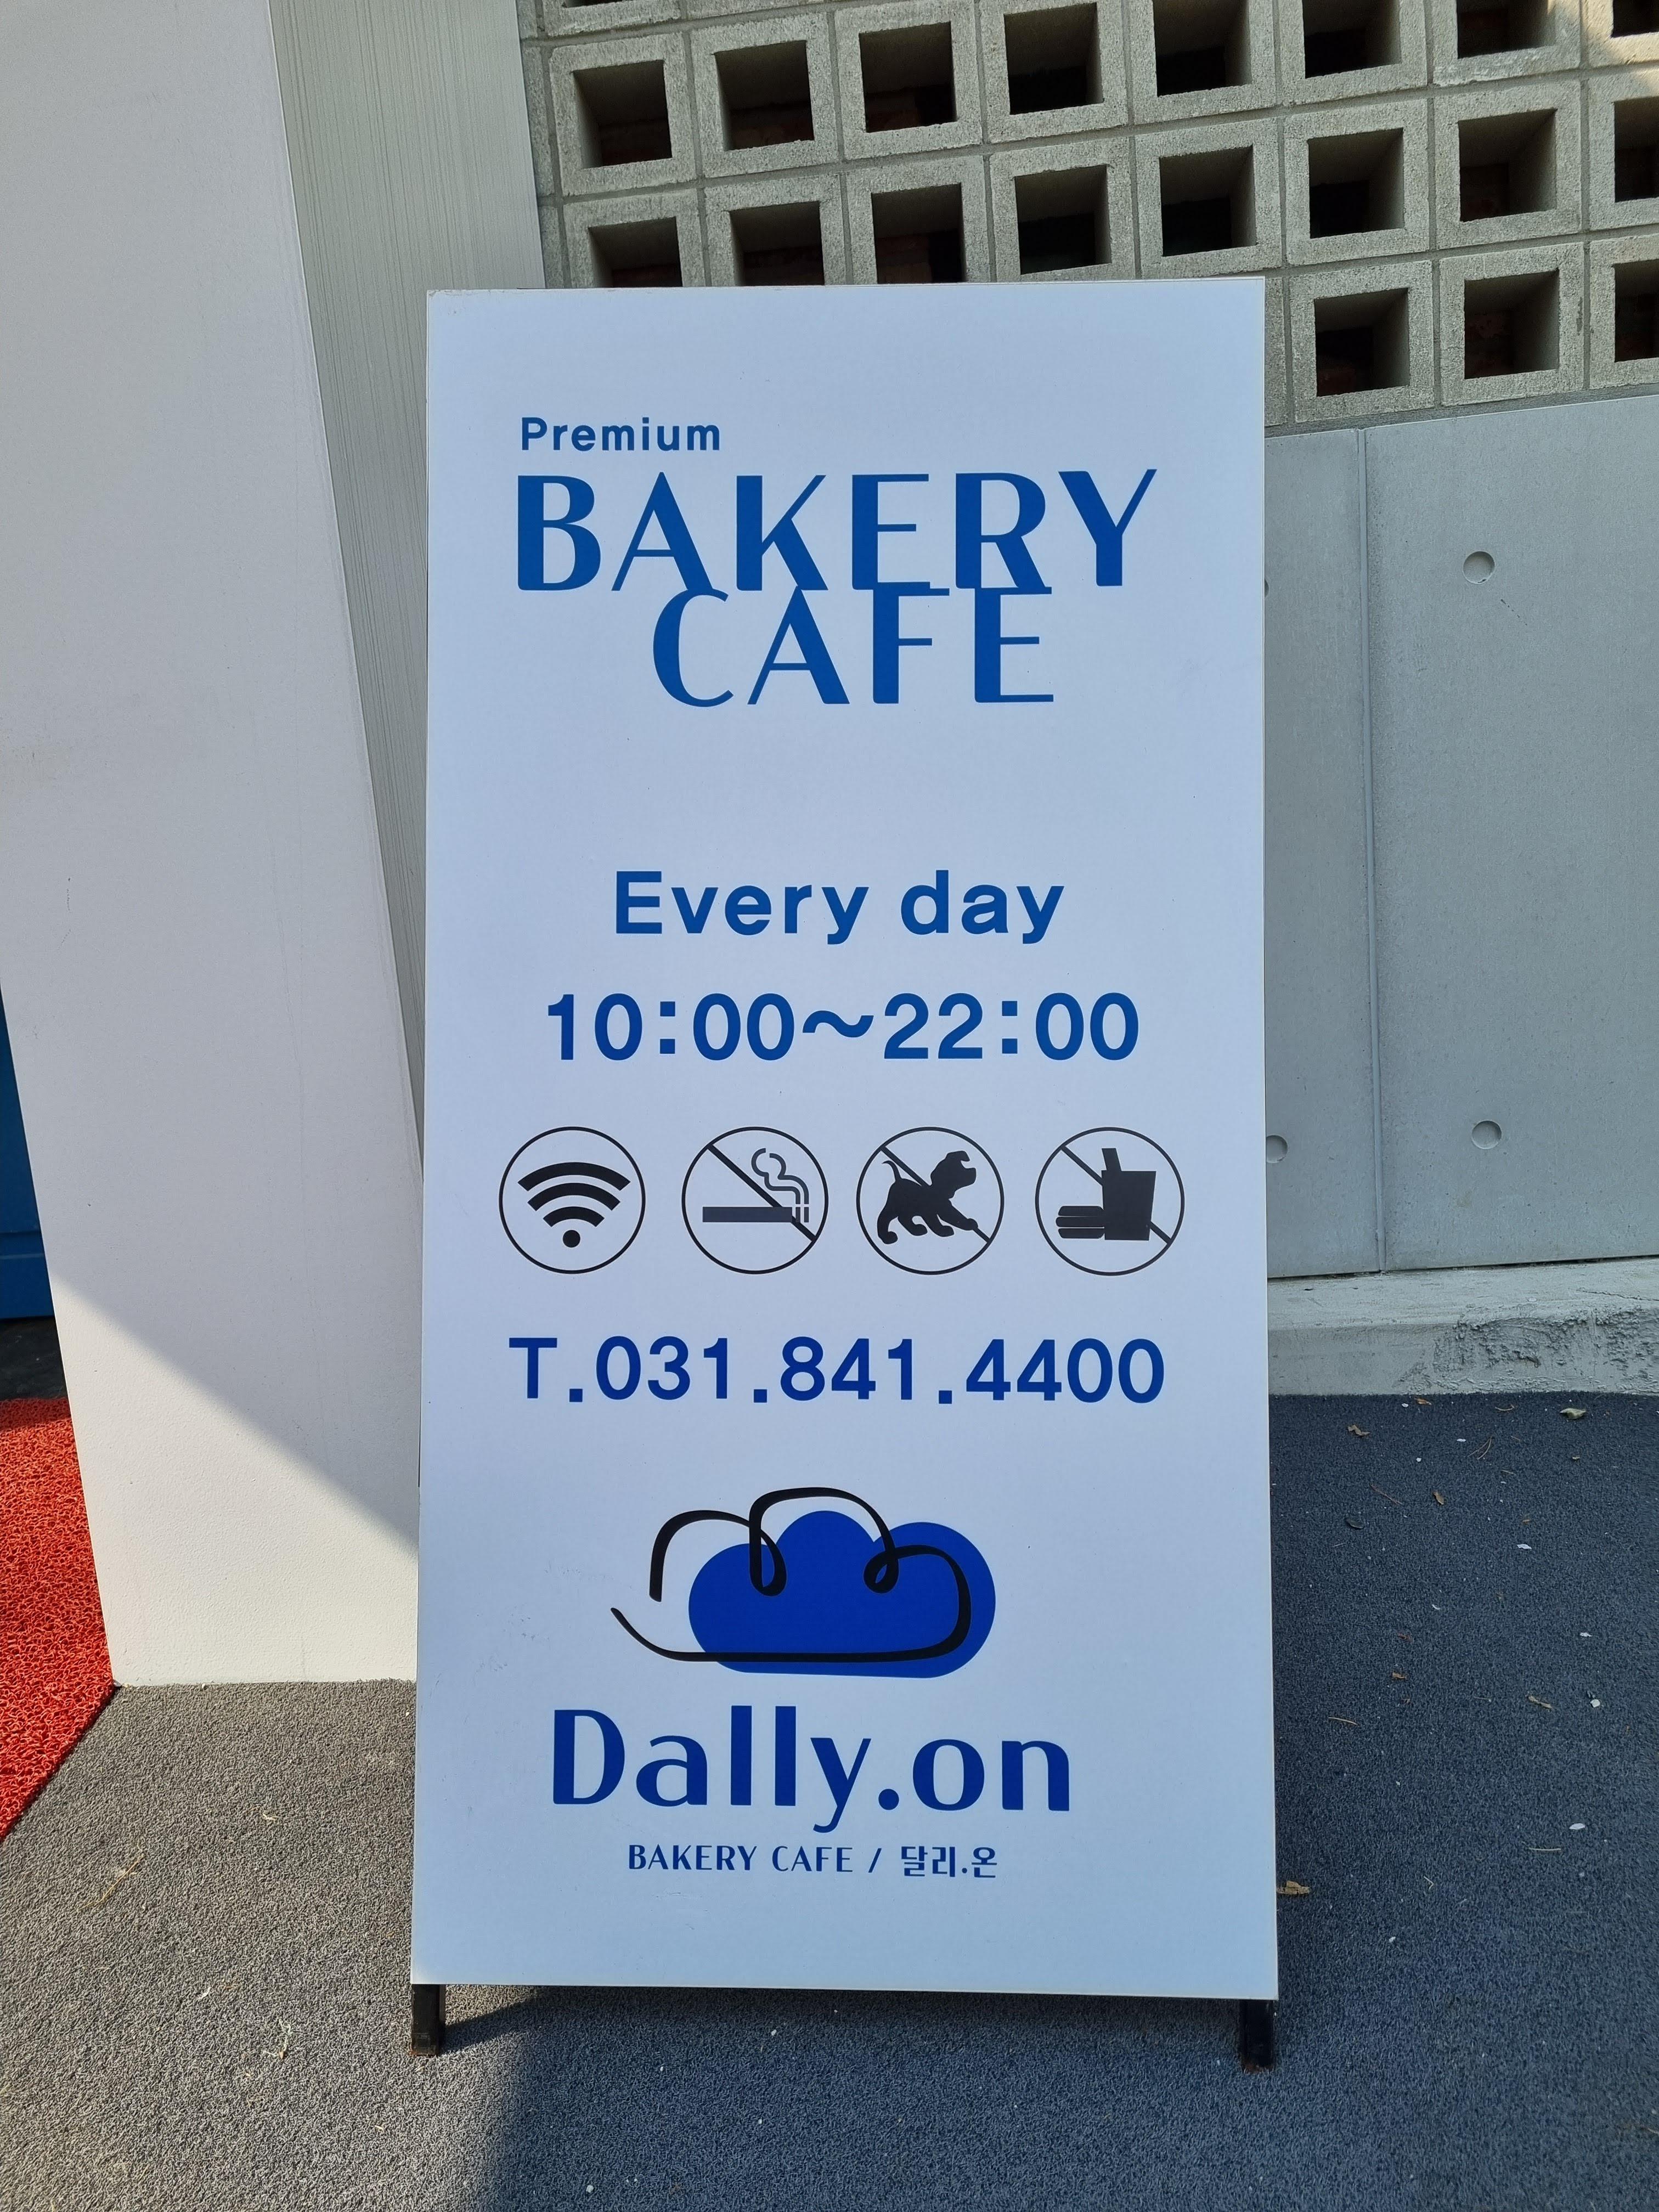 Premium
BAKERY
CAFE
Every day
10:00~22:00
T.031.841.4400
Dally.on
BAKERY CAFE / 달리.온